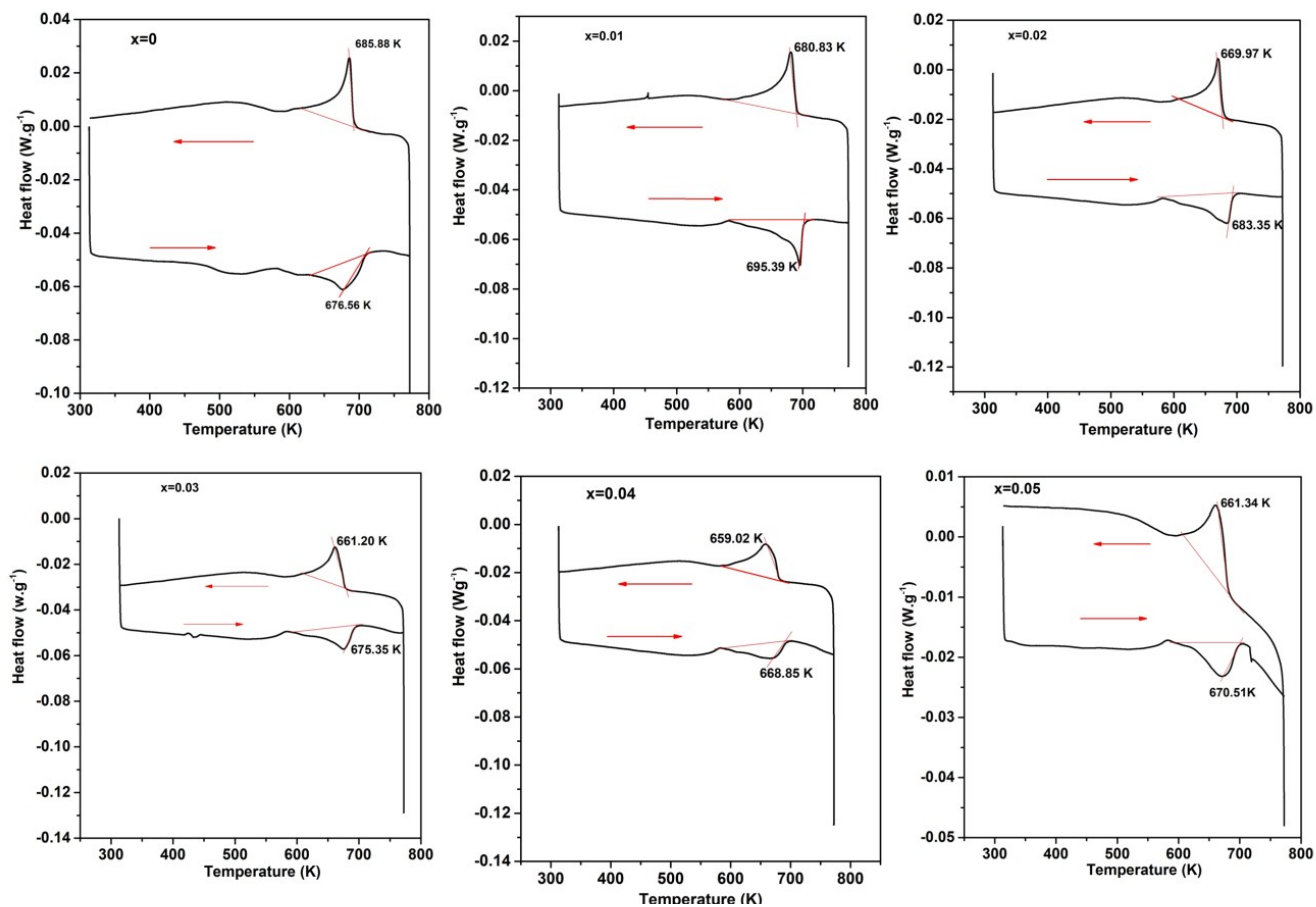 x=0
685.88 K
676.56 K
0.04
0.02
0.00
-0.02
-0.04
-0.06
-0.08
-0.10
Heat flow (W.g-1)
300 400 500 600 700 800
Temperature (K)
x=0.01
680.83 K
695.39 K
0.02
0.00
-0.02
-0.04
-0.06
-0.08
-0.10
-0.12
Heat flow (W.g-1)
300 400 500 600 700 800
Temperature (K)
x=0.02
669.97 K
683.35 K
0.02
0.00
-0.02
-0.04
-0.06
-0.08
-0.10
-0.12
Heat flow (W.g-1)
300 400 500 600 700 800
Temperature (K)
x=0.03
661.20 K
675.35 K
0.02
0.00
-0.02
-0.04
-0.06
-0.08
-0.10
-0.12
-0.14
Heat flow (w.g-1)
300 400 500 600 700 800
Temperature (K)
x=0.04
659.02 K
668.85 K
0.02
0.00
-0.02
-0.04
-0.06
-0.08
-0.10
-0.12
-0.14
Heat flow (Wg-1)
300 400 500 600 700 800
Temperature (K)
x=0.05
661.34 K
670.51K
0.01
0.00
-0.01
-0.02
-0.03
-0.04
-0.05
Heat flow (W.g-1)
300 400 500 600 700 800
Temperature (K)